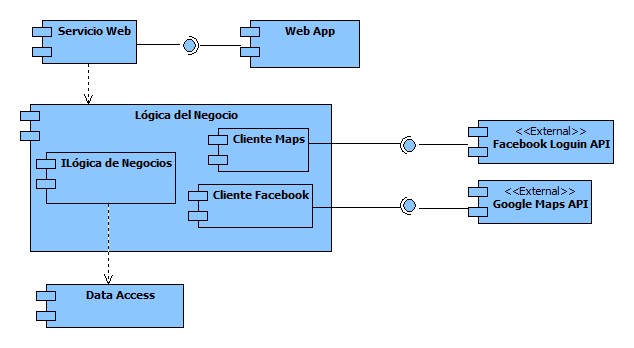 Servicio Web
Web App
Lógica del Negocio
Cliente Maps
<<External>>
Facebook Loguin API
ILógica de Negocios
Cliente Facebook
<<External>>
Google Maps API
Data Access